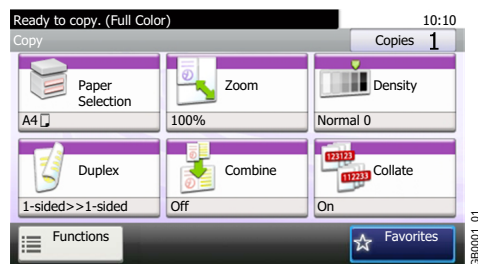 Ready to copy. (Full Color)
10:10
Copy
Copies 1
Paper
Selection
A4
Zoom
100%
Density
Normal 0
Duplex
1-sided>>1-sided
Combine
Off
123123
112233
Collate
On
Functions
Favorites
GB0001_01